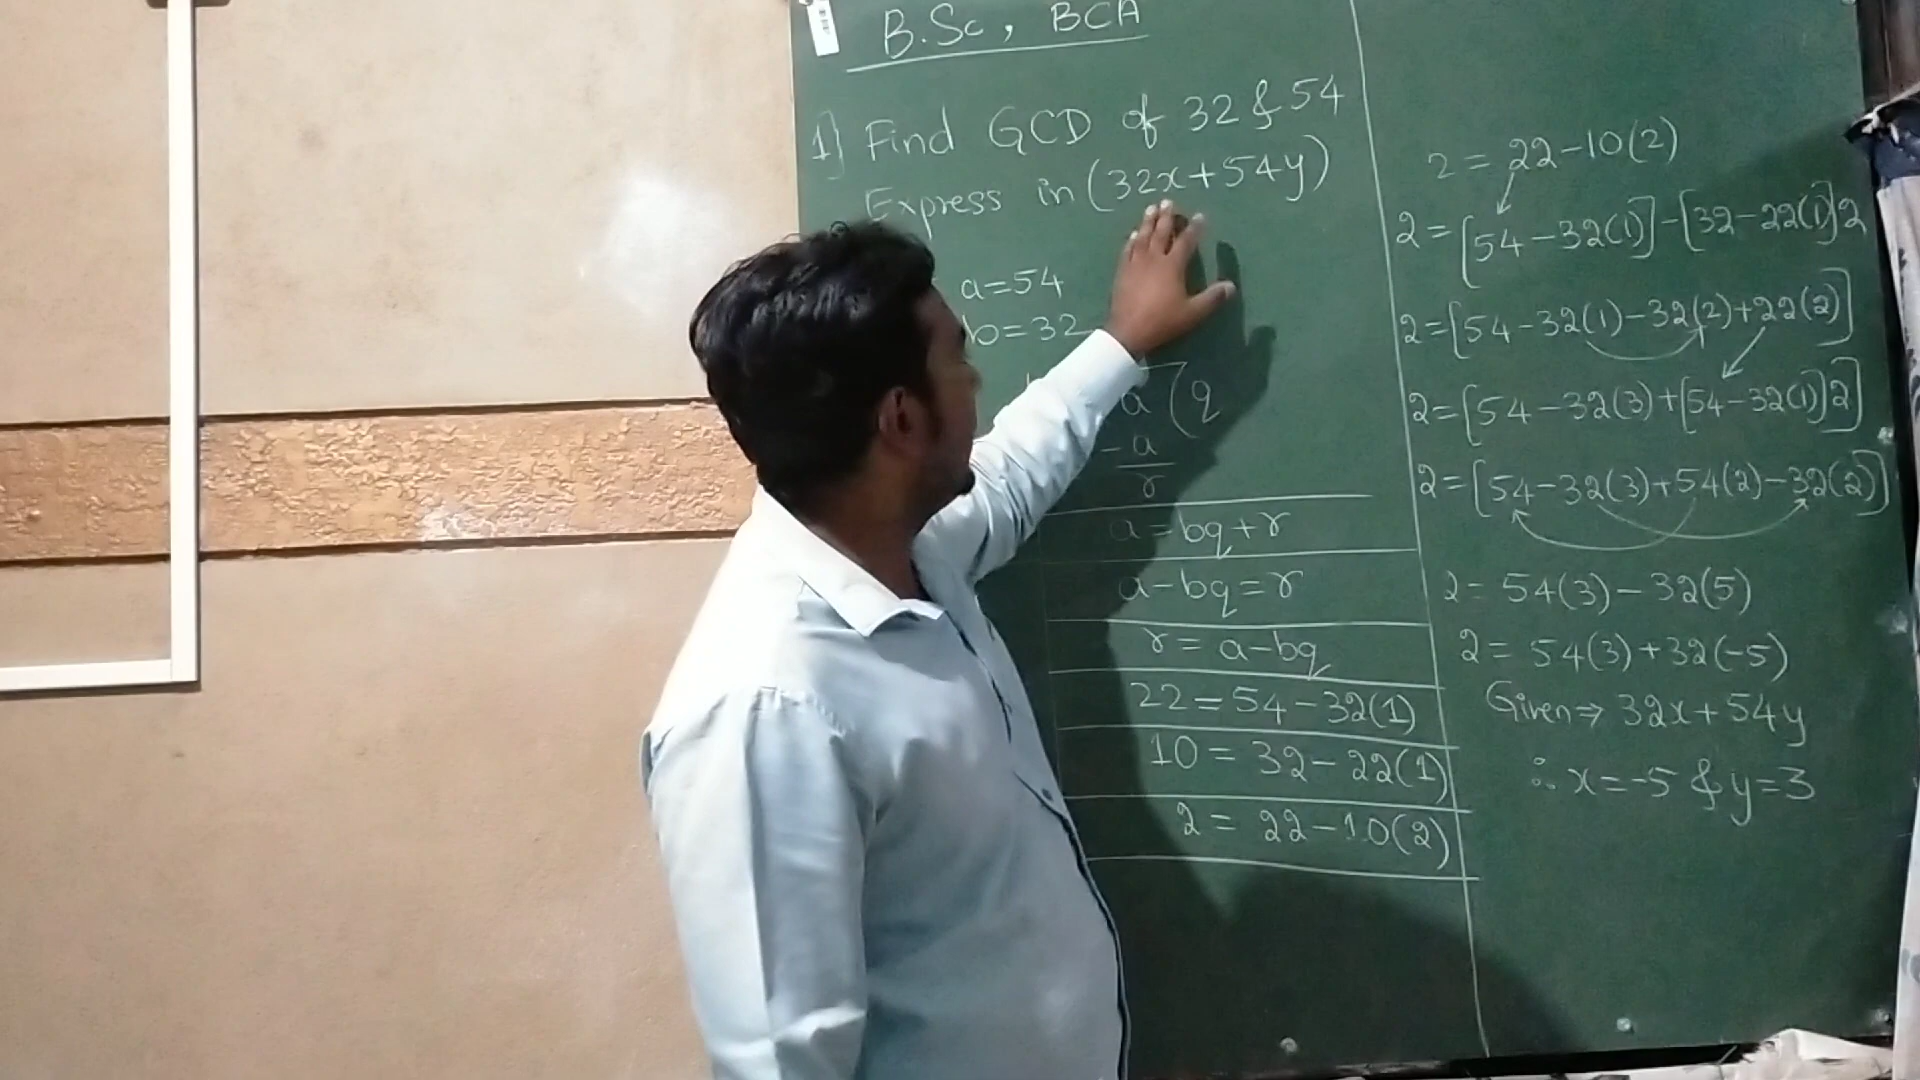 B.Sc, BCA
1] Find GCD of 32 & 54
Express in (32x+54y)
a=54
b=32
a(q
-a
r
a=bq+r
a-bq=r
r=a-bq
22=54-32(1)
10=32-22(1)
2=22-10(2)
2=22-10(2)
2=[54-32(1)]-[32-22(1)]2
2=[54-32(1)-32(2)+22(2)]
2=[54-32(3)+[54-32(1)]2]
2=[54-32(3)+54(2)-32(2)]
2=54(3)-32(5)
2=54(3)+32(-5)
Given⇒ 32x+54y
∴ x=-5 & y=3